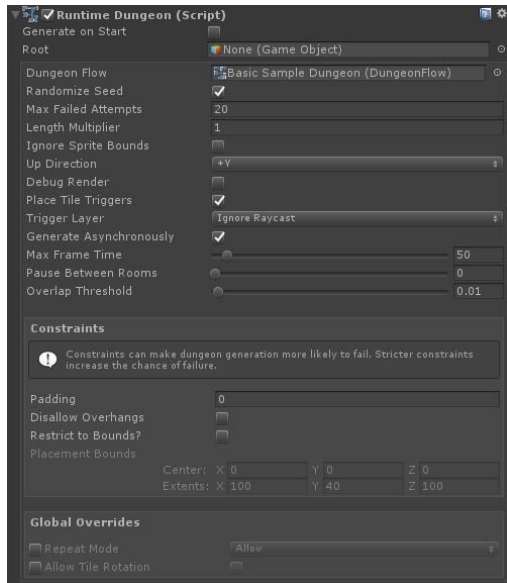 Runtime Dungeon (Script)
Generate on Start
Root None (Game Object)
Dungeon Flow Basic Sample Dungeon (DungeonFlow)
Randomize Seed
Max Failed Attempts 20
Length Multiplier 1
Ignore Sprite Bounds
Up Direction +Y
Debug Render
Place Tile Triggers
Trigger Layer Ignore Raycast
Generate Asynchronously
Max Frame Time 50
Pause Between Rooms 0
Overlap Threshold 0.01
Constraints
Constraints can make dungeon generation more likely to fail. Stricter constraints
increase the chance of failure.
Padding 0
Disallow Overhangs
Restrict to Bounds?
Placement Bounds
Center: X 0 Y 0 Z 0
Extents: X 100 Y 40 Z 100
Global Overrides
Repeat Mode Allow
Allow Tile Rotation